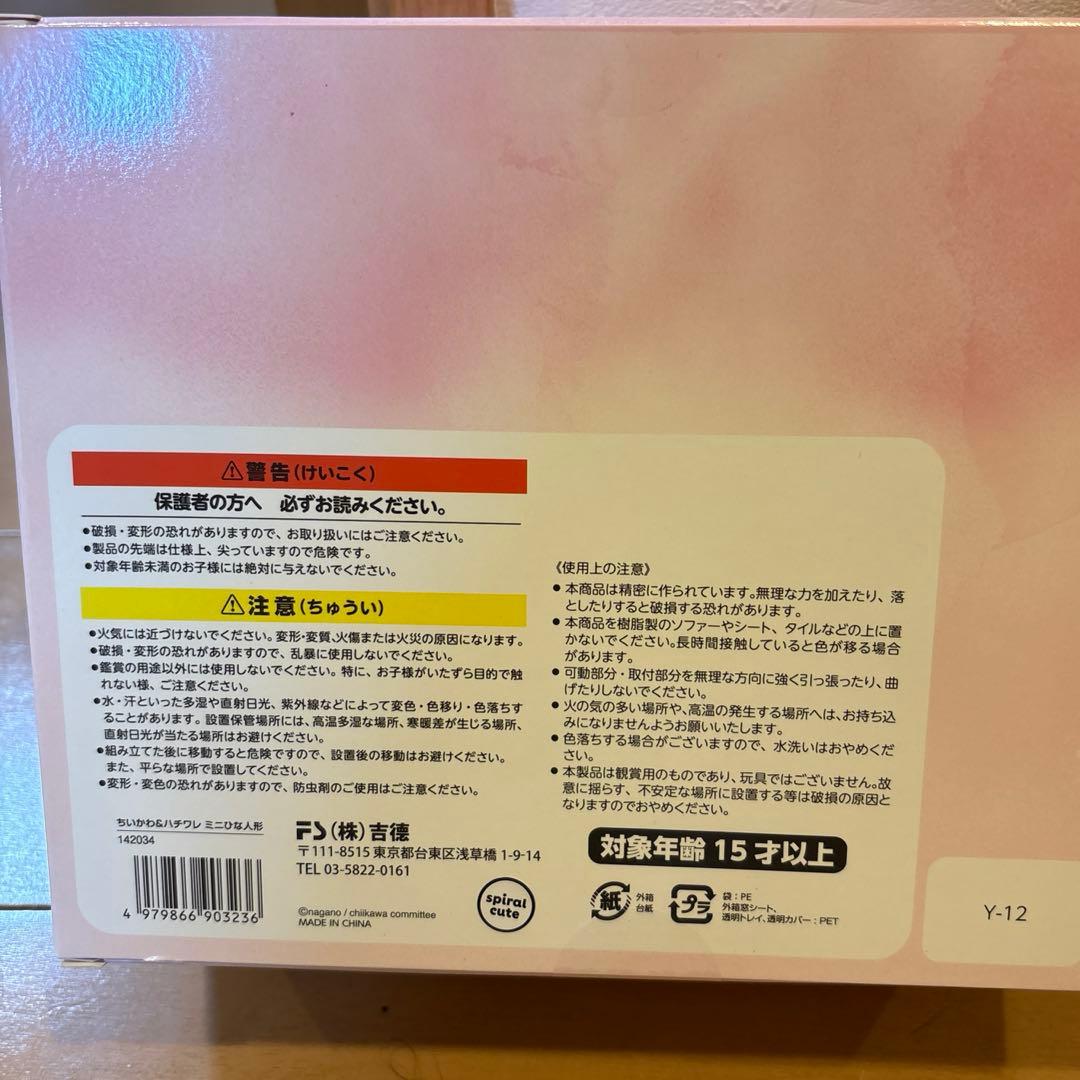 ⚠警告(けいこく)
保護者の方へ 必ずお読みください。
●破損・変形の恐れがありますので、お取り扱いにはご注意ください。
●製品の先端は仕様上、尖っていますので危険です。
●対象年齢未満のお子様には絶対に与えないでください。
⚠注意(ちゅうい)
●火気には近づけないでください。変形・変質、火傷または火災の原因になります。
●破損・変形の恐れがありますので、乱暴に使用しないでください。
●鑑賞の用途以外には使用しないでください。特に、お子様がいたずら目的で触
れない様、ご注意ください。
●水・汗といった多湿や直射日光、紫外線などによって変色・色移り・色落ちす
ることがあります。設置保管場所には、高温多湿な場所、寒暖差が生じる場所、
直射日光が当たる場所はお避けください。
●組み立てた後に移動すると危険ですので、設置後の移動はお避けください。
また、平らな場所で設置してください。
●変形・変色の恐れがありますので、防虫剤のご使用はご注意ください。
ちいかわ&ハチワレ ミニひな人形
142034
4 979866 903236
(株)吉德
〒111-8515 東京都台東区浅草橋 1-9-14
TEL 03-5822-0161
©nagano / chiikawa committee
MADE IN CHINA
spiral
cute
《使用上の注意》
●本商品は精密に作られています。無理な力を加えたり、落
としたりすると破損する恐れがあります。
●本商品を樹脂製のソファーやシート、タイルなどの上に置
かないでください。長時間接触していると色が移る場合
があります。
●可動部分・取付部分を無理な方向に強く引っ張ったり、曲
げたりしないでください。
●火の気の多い場所や、高温の発生する場所へは、お持ち込
みになりませんようお願いいたします。
●色落ちする場合がございますので、水洗いはおやめくだ
さい。
●本製品は観賞用のものであり、玩具ではございません。故
意に揺らす、不安定な場所に設置する等は破損の原因と
なりますのでおやめください。
対象年齢 15 才以上
紙
外箱
台紙
プラ
袋：PE
外箱窓シート、
透明トレイ、透明カバー：PET
Y-12